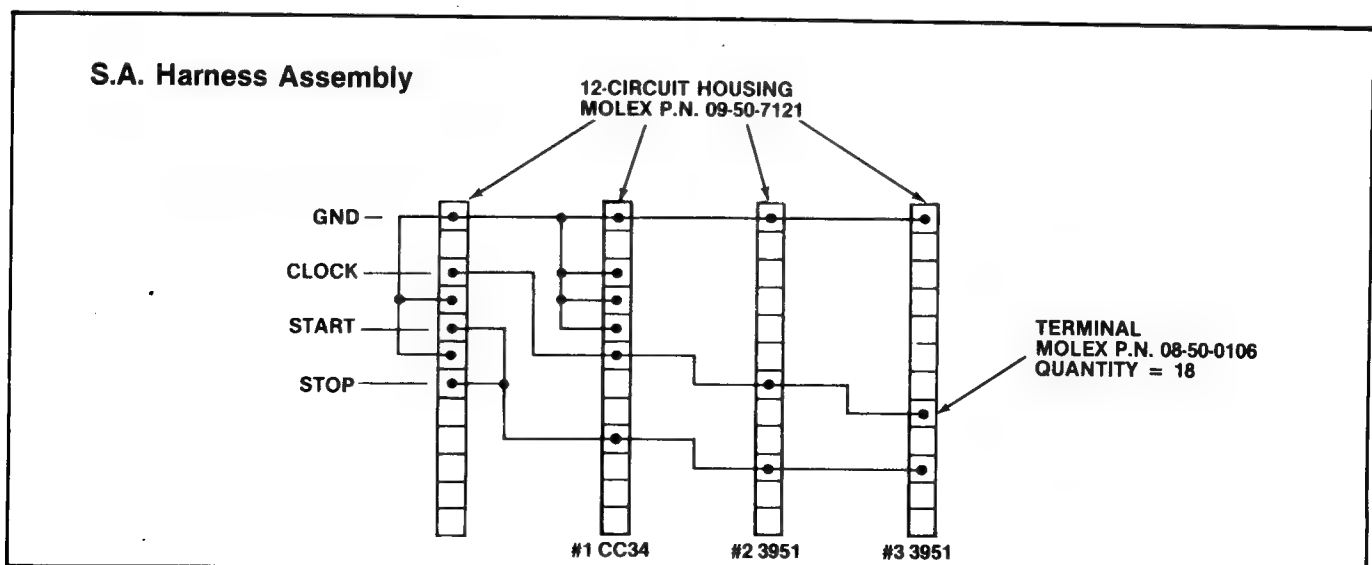 S.A. Harness Assembly
12-CIRCUIT HOUSING
MOLEX P.N. 09-50-7121
GND
CLOCK
START
STOP
TERMINAL
MOLEX P.N. 08-50-0106
QUANTITY = 18
#1 CC34
#2 3951
#3 3951